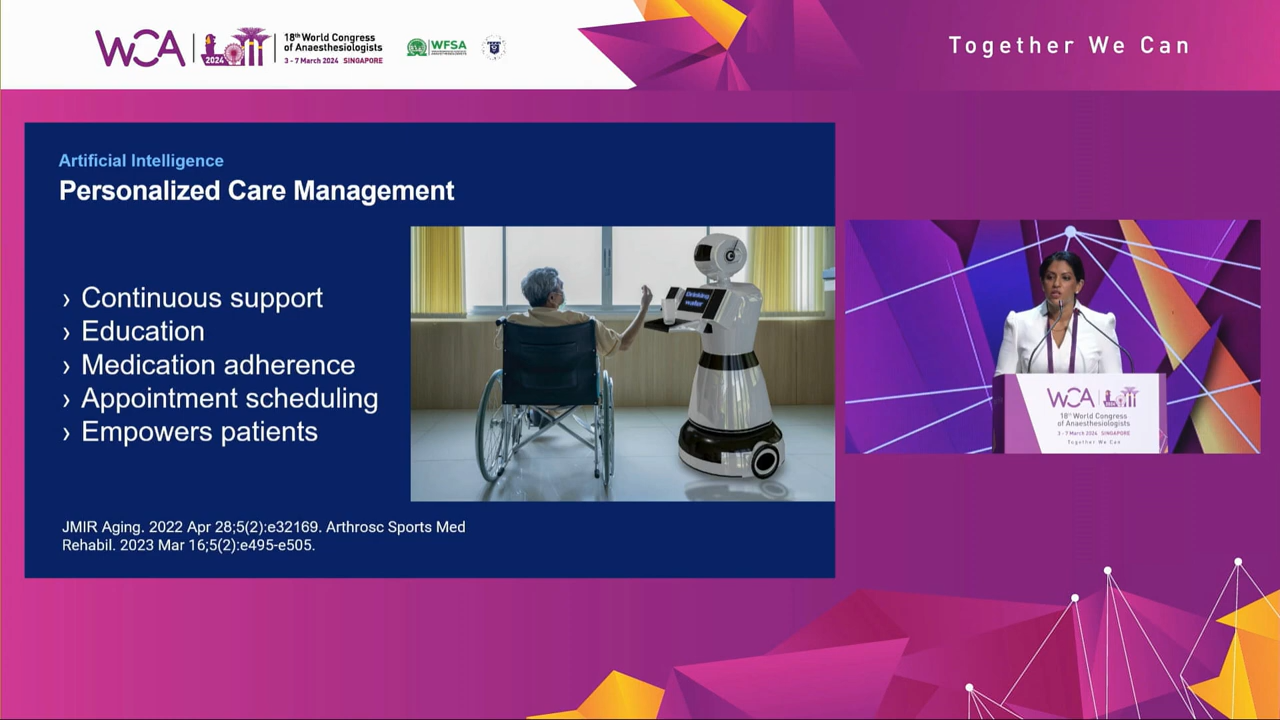 WCA
2024
18th World Congress
of Anaesthesiologists
3 - 7 March 2024 SINGAPORE
WFSA
Together We Can
Artificial Intelligence
Personalized Care Management
› Continuous support
› Education
› Medication adherence
› Appointment scheduling
› Empowers patients
Drinking
water
JMIR Aging. 2022 Apr 28;5(2):e32169. Arthrosc Sports Med
Rehabil. 2023 Mar 16;5(2):e495-e505.
WCA
18th World Congress
of Anaesthesiologists
3 - 7 March 2024 SINGAPORE
Together We Can